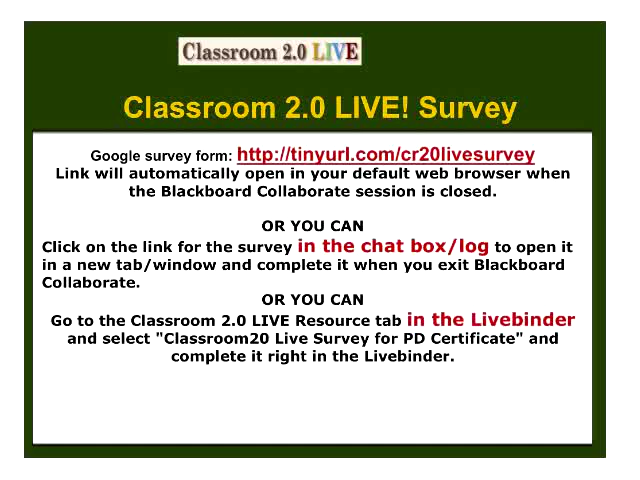 Classroom 2.0 LIVE
Classroom 2.0 LIVE! Survey
Google survey form: http://tinyurl.com/cr20livesurvey
Link will automatically open in your default web browser when
the Blackboard Collaborate session is closed.
OR YOU CAN
Click on the link for the survey in the chat box/log to open it
in a new tab/window and complete it when you exit Blackboard
Collaborate.
OR YOU CAN
Go to the Classroom 2.0 LIVE Resource tab in the Livebinder
and select "Classroom20 Live Survey for PD Certificate" and
complete it right in the Livebinder.